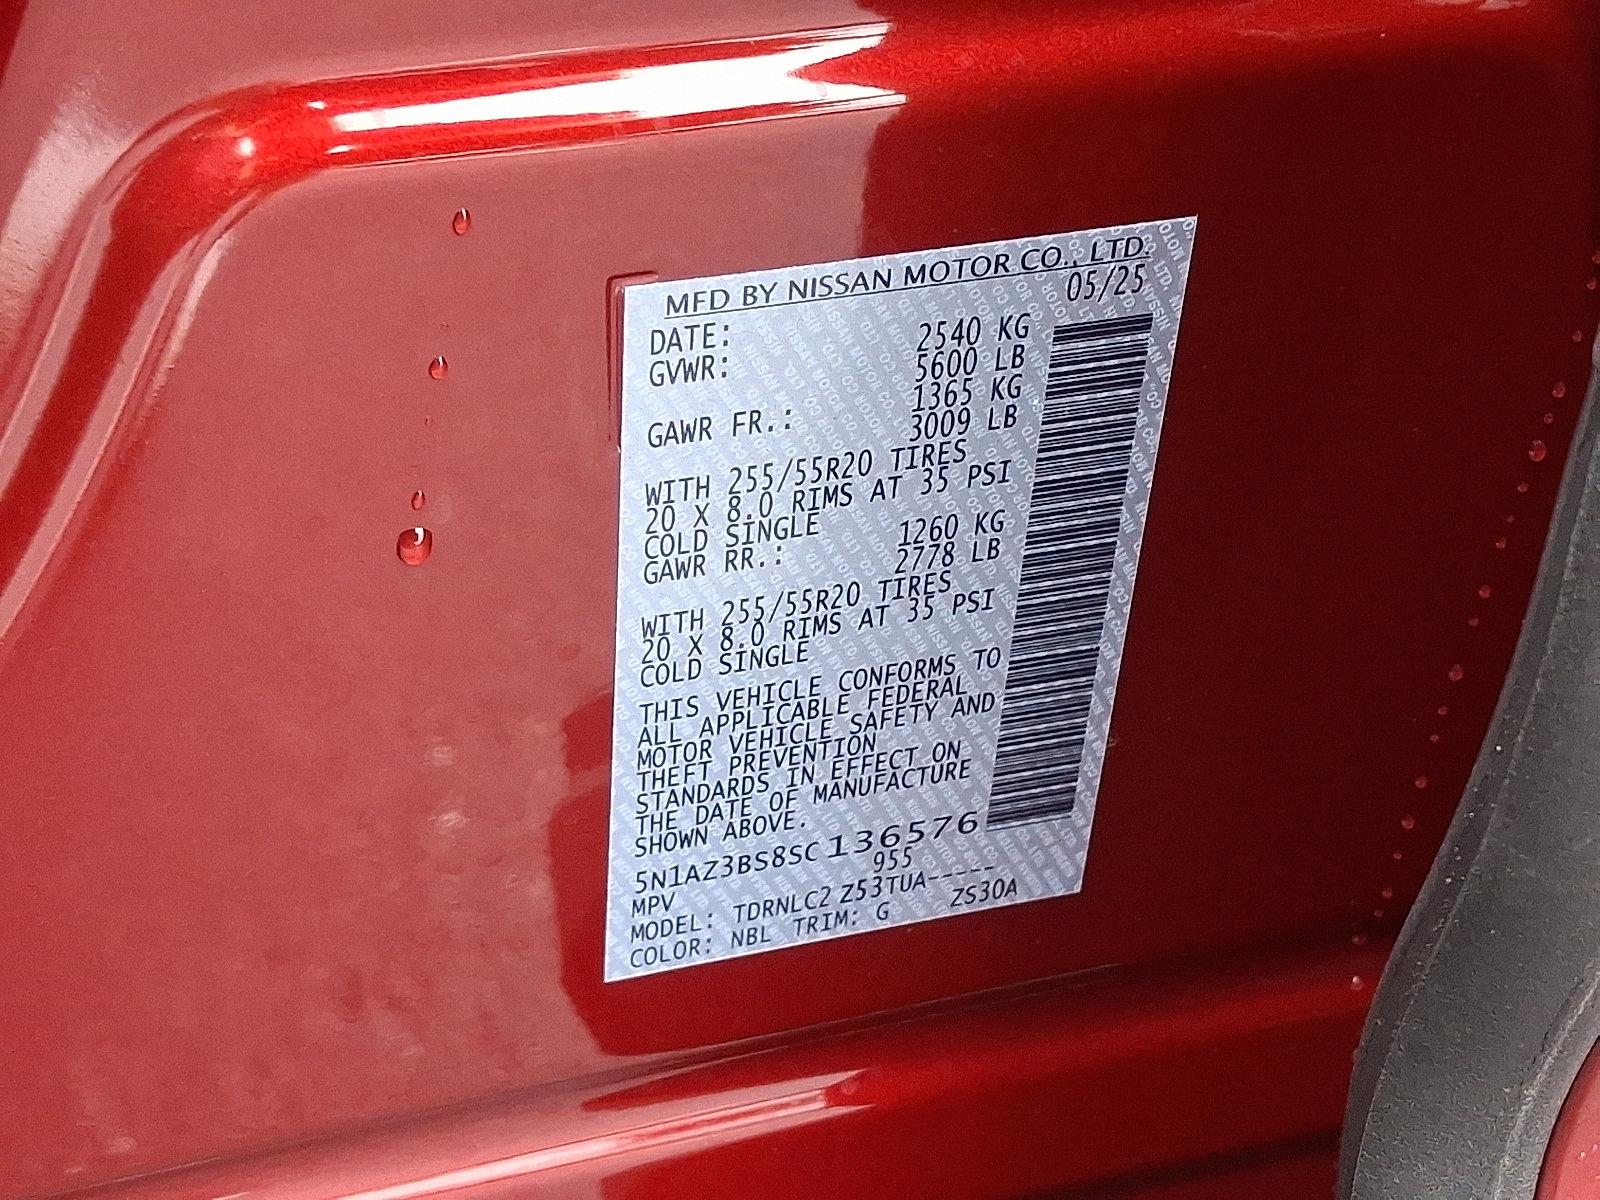 MFD BY NISSAN MOTOR CO., LTD.
DATE: 05/25
GVWR: 2540 KG
5600 LB
GAWR FR.: 1365 KG
3009 LB
WITH 255/55R20 TIRES
20 X 8.0 RIMS AT 35 PSI
COLD SINGLE
GAWR RR.: 1260 KG
2778 LB
WITH 255/55R20 TIRES
20 X 8.0 RIMS AT 35 PSI
COLD SINGLE
THIS VEHICLE CONFORMS TO
ALL APPLICABLE FEDERAL
MOTOR VEHICLE SAFETY AND
THEFT PREVENTION
STANDARDS IN EFFECT ON
THE DATE OF MANUFACTURE
SHOWN ABOVE.
5N1AZ3BS8SC136576
MPV 955
MODEL: TDRNLC2 Z53TUA-----
COLOR: NBL TRIM: G ZS30A